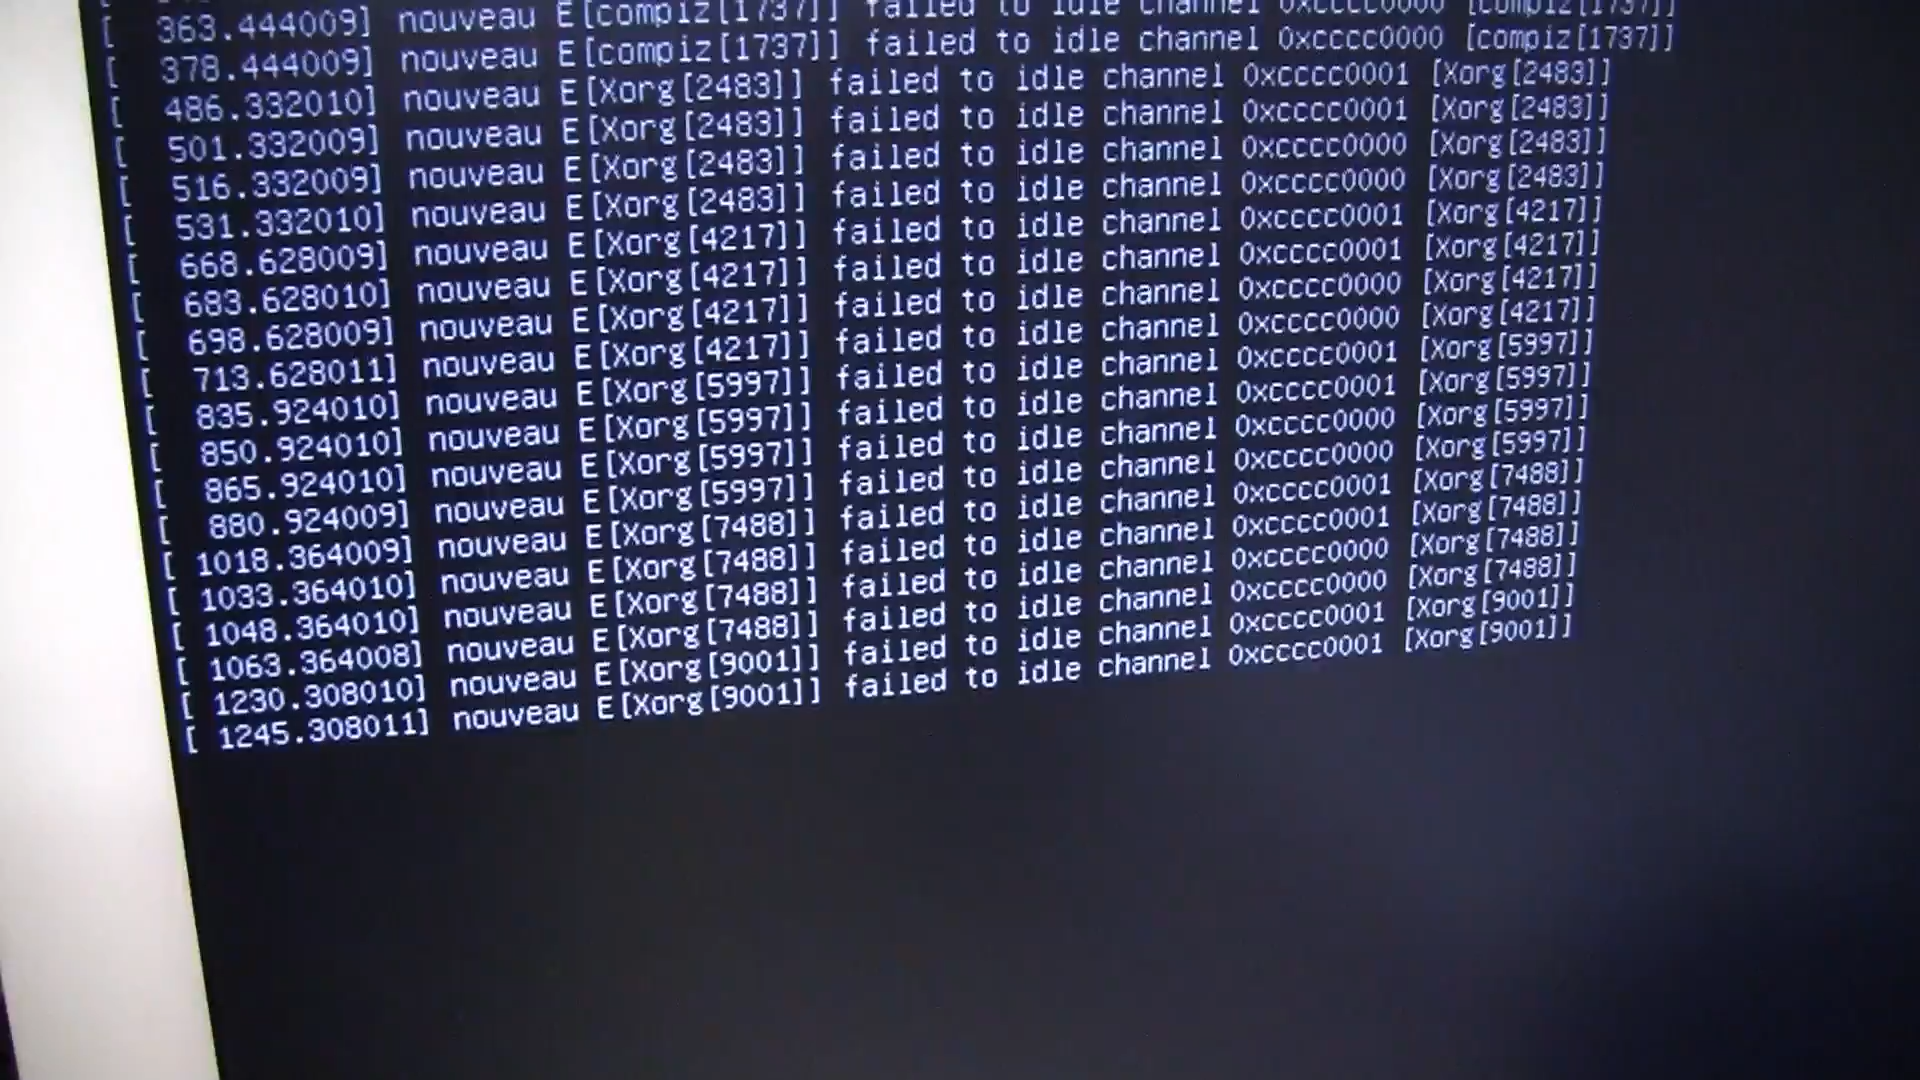 [  363.444009] nouveau E[compiz[1737]] failed to idle channel 0xcccc0000 [compiz[1737]]
[  378.444009] nouveau E[compiz[1737]] failed to idle channel 0xcccc0000 [compiz[1737]]
[  486.332010] nouveau E[Xorg[2483]] failed to idle channel 0xcccc0001 [Xorg[2483]]
[  501.332009] nouveau E[Xorg[2483]] failed to idle channel 0xcccc0001 [Xorg[2483]]
[  516.332009] nouveau E[Xorg[2483]] failed to idle channel 0xcccc0000 [Xorg[2483]]
[  531.332010] nouveau E[Xorg[2483]] failed to idle channel 0xcccc0000 [Xorg[2483]]
[  668.628009] nouveau E[Xorg[4217]] failed to idle channel 0xcccc0001 [Xorg[4217]]
[  683.628010] nouveau E[Xorg[4217]] failed to idle channel 0xcccc0001 [Xorg[4217]]
[  698.628009] nouveau E[Xorg[4217]] failed to idle channel 0xcccc0000 [Xorg[4217]]
[  713.628011] nouveau E[Xorg[4217]] failed to idle channel 0xcccc0000 [Xorg[4217]]
[  835.924010] nouveau E[Xorg[5997]] failed to idle channel 0xcccc0001 [Xorg[5997]]
[  850.924010] nouveau E[Xorg[5997]] failed to idle channel 0xcccc0001 [Xorg[5997]]
[  865.924010] nouveau E[Xorg[5997]] failed to idle channel 0xcccc0000 [Xorg[5997]]
[  880.924009] nouveau E[Xorg[5997]] failed to idle channel 0xcccc0000 [Xorg[5997]]
[ 1018.364009] nouveau E[Xorg[7488]] failed to idle channel 0xcccc0001 [Xorg[7488]]
[ 1033.364010] nouveau E[Xorg[7488]] failed to idle channel 0xcccc0001 [Xorg[7488]]
[ 1048.364010] nouveau E[Xorg[7488]] failed to idle channel 0xcccc0000 [Xorg[7488]]
[ 1063.364008] nouveau E[Xorg[7488]] failed to idle channel 0xcccc0000 [Xorg[7488]]
[ 1230.308010] nouveau E[Xorg[9001]] failed to idle channel 0xcccc0001 [Xorg[9001]]
[ 1245.308011] nouveau E[Xorg[9001]] failed to idle channel 0xcccc0001 [Xorg[9001]]